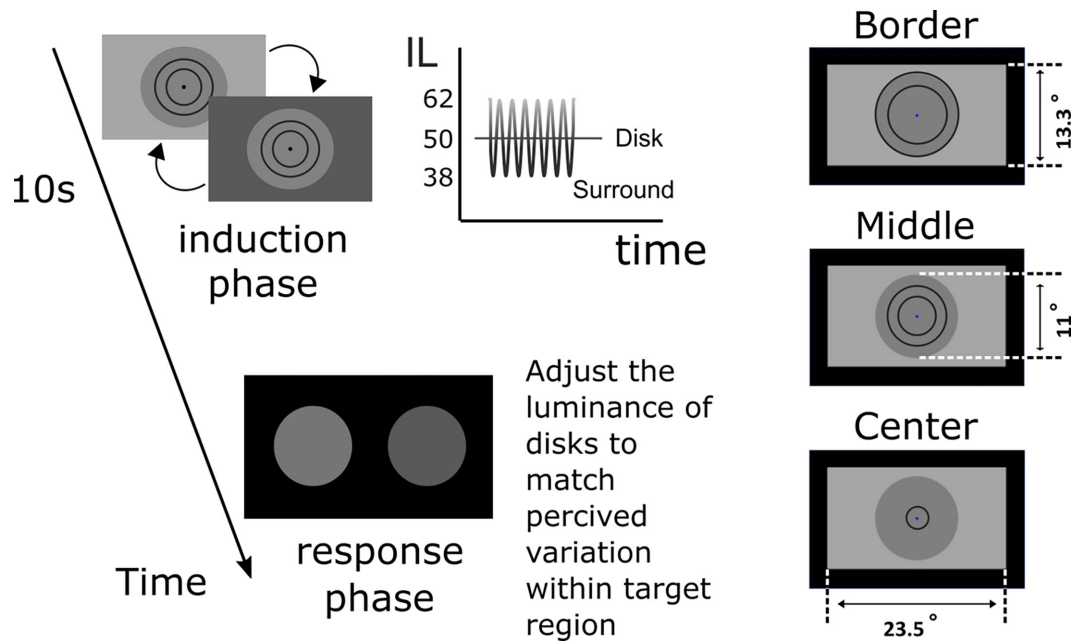 10s
induction
phase
IL
62
50
38
Disk
Surround
time
Time
response
phase
Adjust the
luminance of
disks to
match
percived
variation
within target
region
Border
13.3 °
Middle
11 °
Center
23.5 °